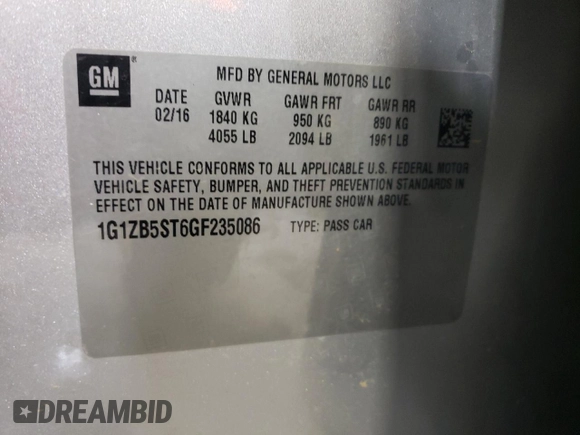 GM
MFD BY GENERAL MOTORS LLC
DATE GVWR GAWR FRT GAWR RR
02/16 1840 KG 950 KG 890 KG
4055 LB 2094 LB 1961 LB
THIS VEHICLE CONFORMS TO ALL APPLICABLE U.S. FEDERAL MOTOR
VEHICLE SAFETY, BUMPER, AND THEFT PREVENTION STANDARDS IN
EFFECT ON THE DATE OF MANUFACTURE SHOWN ABOVE.
1G1ZB5ST6GF235086 TYPE: PASS CAR
DREAMBID